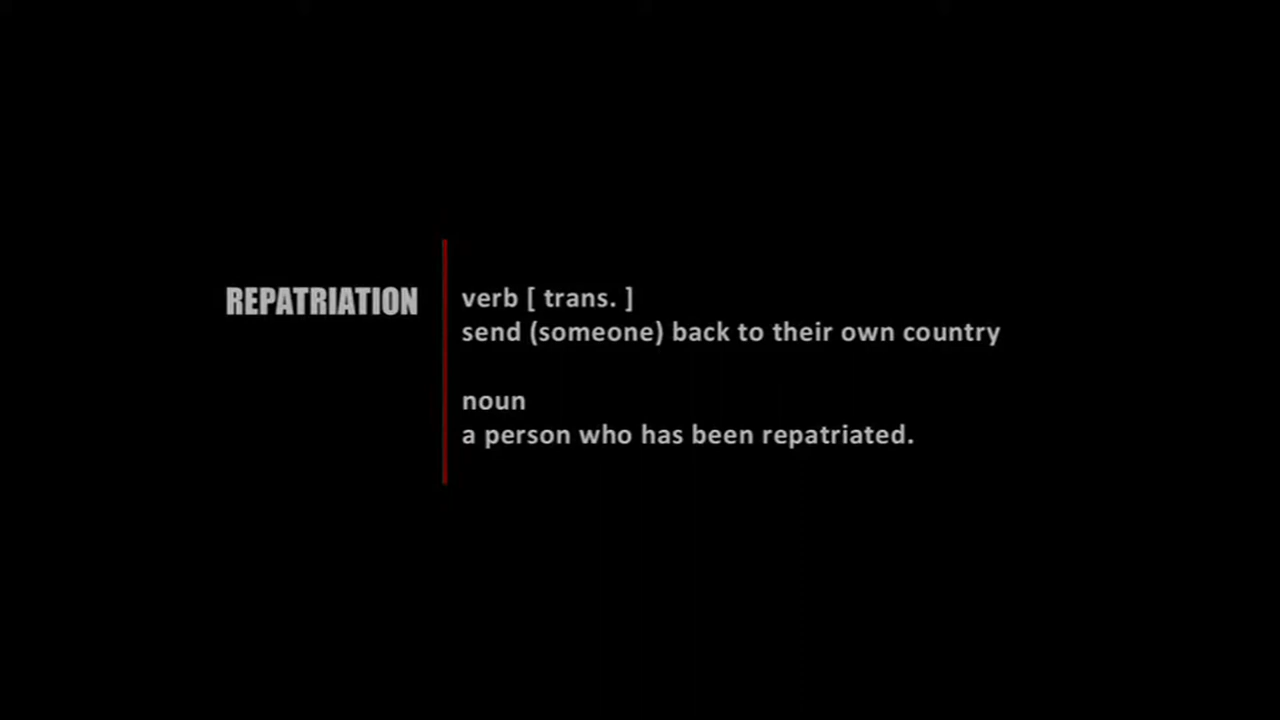 REPATRIATION
verb [ trans. ]
send (someone) back to their own country
noun
a person who has been repatriated.